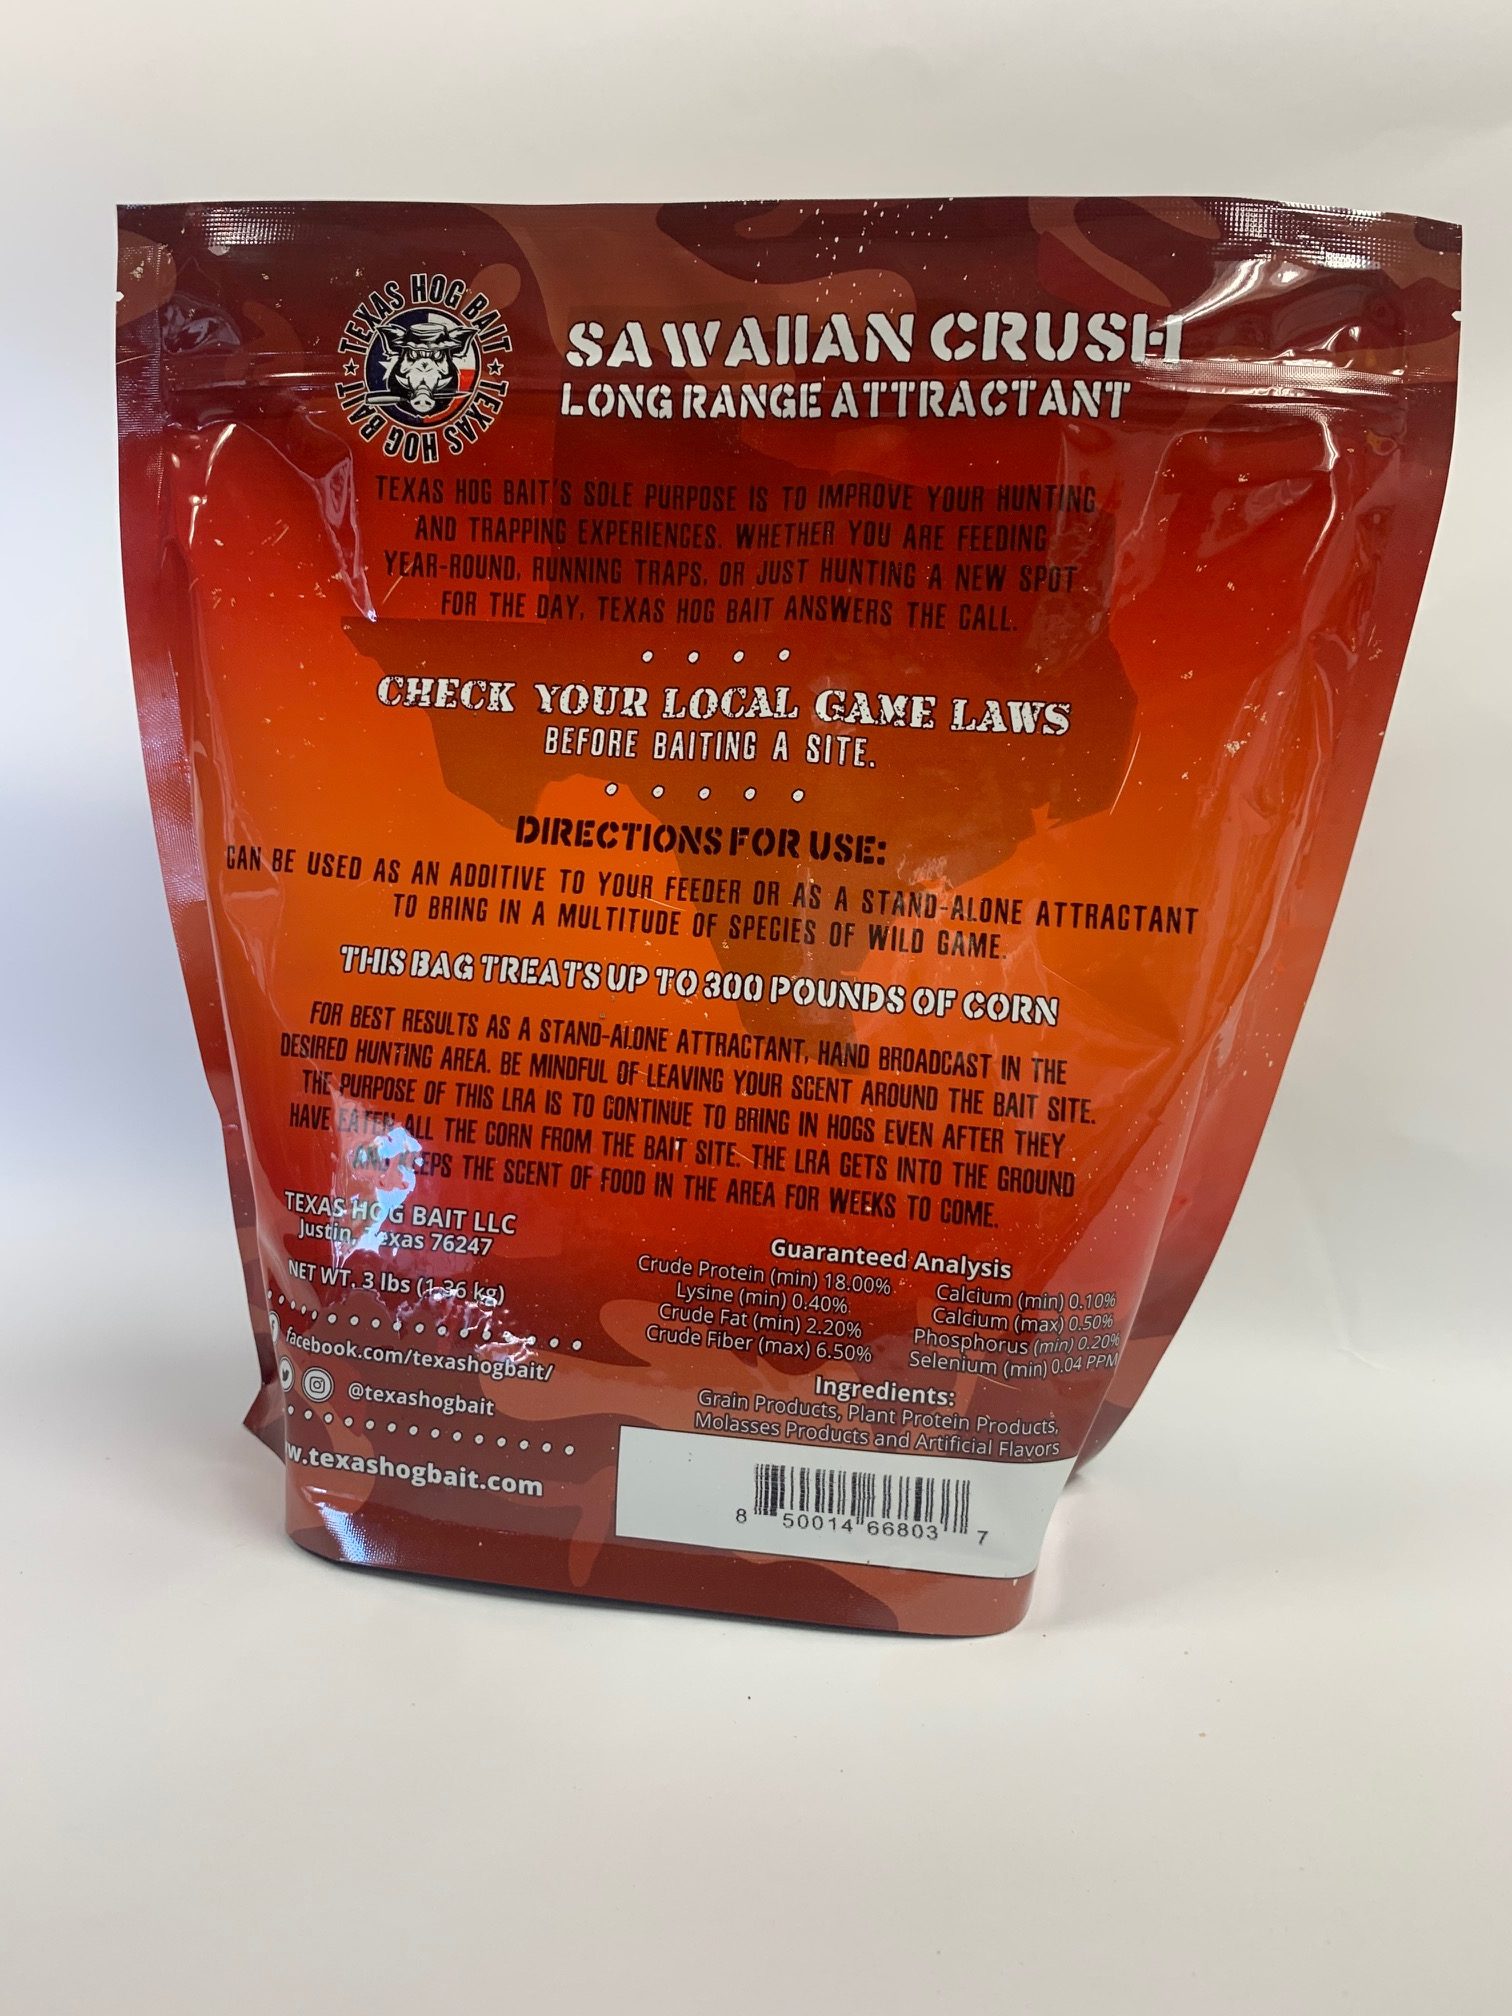 TEXAS HOG BAIT
TEXAS HOG BAIT
SAWAIIAN CRUSH
LONG RANGE ATTRACTANT
TEXAS HOG BAIT'S SOLE PURPOSE IS TO IMPROVE YOUR HUNTING
AND TRAPPING EXPERIENCES. WHETHER YOU ARE FEEDING
YEAR-ROUND, RUNNING TRAPS, OR JUST HUNTING A NEW SPOT
FOR THE DAY, TEXAS HOG BAIT ANSWERS THE CALL.
CHECK YOUR LOCAL GAME LAWS
BEFORE BAITING A SITE.
DIRECTIONS FOR USE:
CAN BE USED AS AN ADDITIVE TO YOUR FEEDER OR AS A STAND-ALONE ATTRACTANT
TO BRING IN A MULTITUDE OF SPECIES OF WILD GAME.
THIS BAG TREATS UP TO 300 POUNDS OF CORN
FOR BEST RESULTS AS A STAND-ALONE ATTRACTANT, HAND BROADCAST IN THE
DESIRED HUNTING AREA. BE MINDFUL OF LEAVING YOUR SCENT AROUND THE BAIT SITE.
THE PURPOSE OF THIS LRA IS TO CONTINUE TO BRING IN HOGS EVEN AFTER THEY
HAVE EATEN ALL THE CORN FROM THE BAIT SITE. THE LRA GETS INTO THE GROUND
AND KEEPS THE SCENT OF FOOD IN THE AREA FOR WEEKS TO COME.
TEXAS HOG BAIT LLC
Justin, Texas 76247
NET WT. 3 lbs (1.36 kg)
facebook.com/texashogbait/
@texashogbait
w.texashogbait.com
Guaranteed Analysis
Crude Protein (min) 18.00%
Lysine (min) 0.40%
Crude Fat (min) 2.20%
Crude Fiber (max) 6.50%
Calcium (min) 0.10%
Calcium (max) 0.50%
Phosphorus (min) 0.20%
Selenium (min) 0.04 PPM
Ingredients:
Grain Products, Plant Protein Products,
Molasses Products and Artificial Flavors
8 50014 66803 7